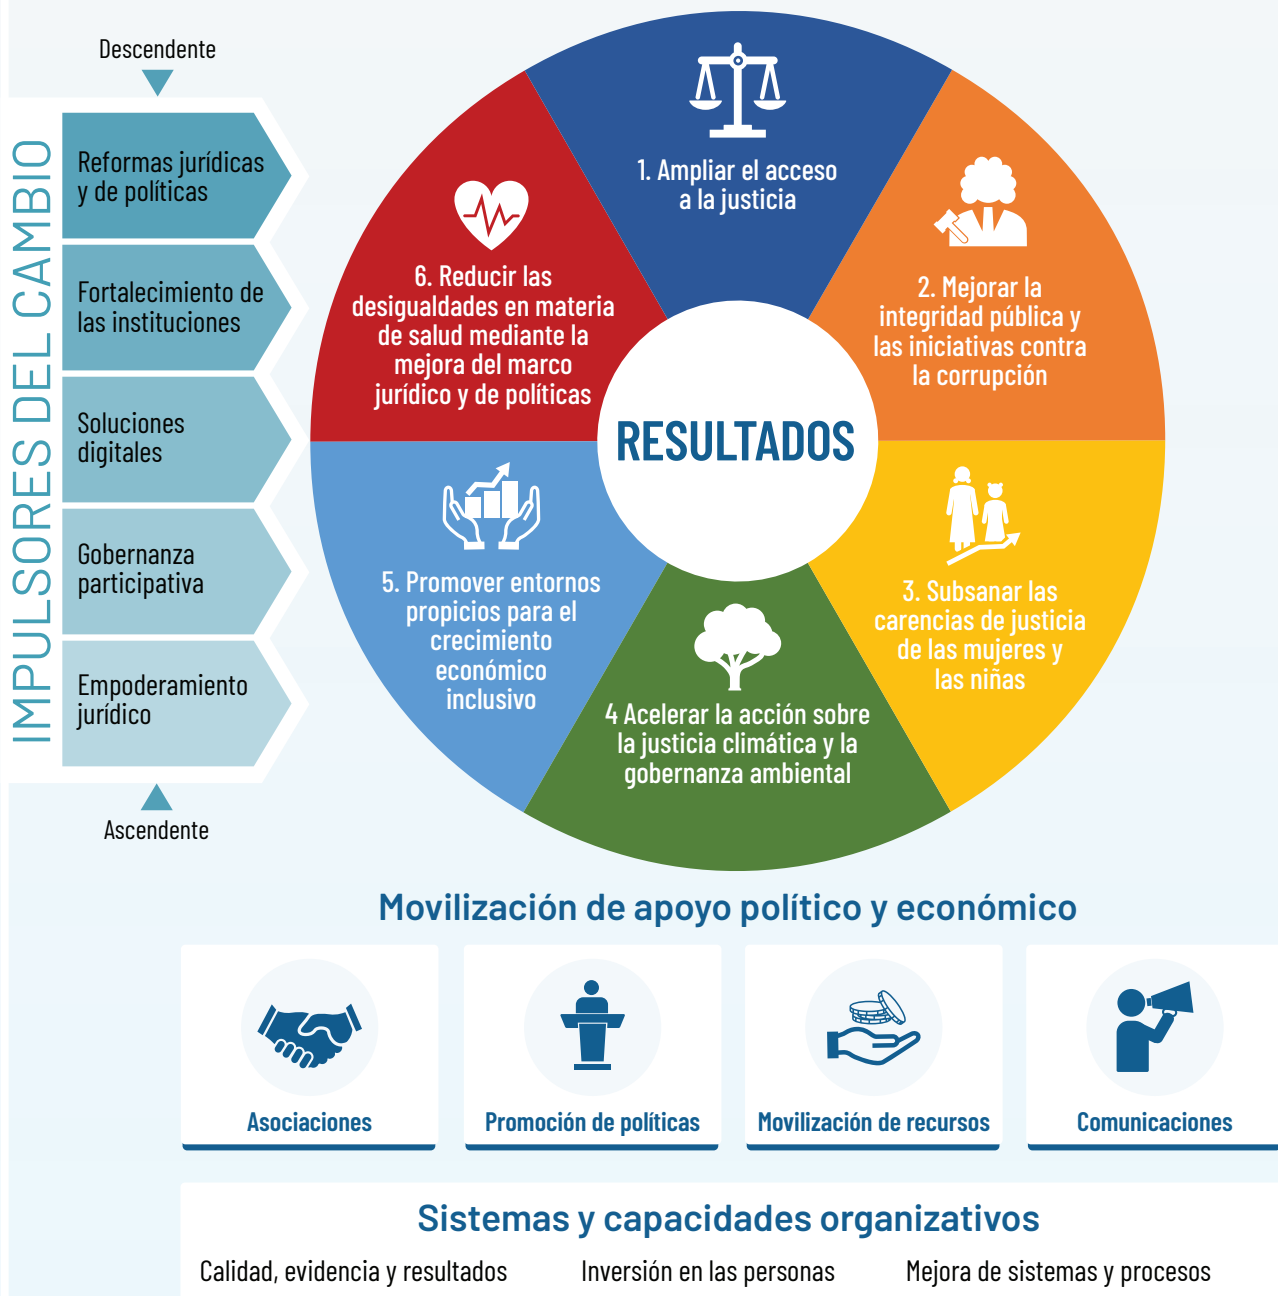 IMPULSORES DEL CAMBIO
Descendente
Reformas jurídicas
y de políticas
Fortalecimiento de
las instituciones
Soluciones
digitales
Gobernanza
participativa
Empoderamiento
jurídico
Ascendente
RESULTADOS
1. Ampliar el acceso
a la justicia
2. Mejorar la
integridad pública y
las iniciativas contra
la corrupción
3. Subsanar las
carencias de justicia
de las mujeres y
las niñas
4 Acelerar la acción sobre
la justicia climática y la
gobernanza ambiental
5. Promover entornos
propicios para el
crecimiento
económico
inclusivo
6. Reducir las
desigualdades en materia
de salud mediante la
mejora del marco
jurídico y de políticas
Movilización de apoyo político y económico
Asociaciones
Promoción de políticas
Movilización de recursos
Comunicaciones
Sistemas y capacidades organizativos
Calidad, evidencia y resultados
Inversión en las personas
Mejora de sistemas y procesos